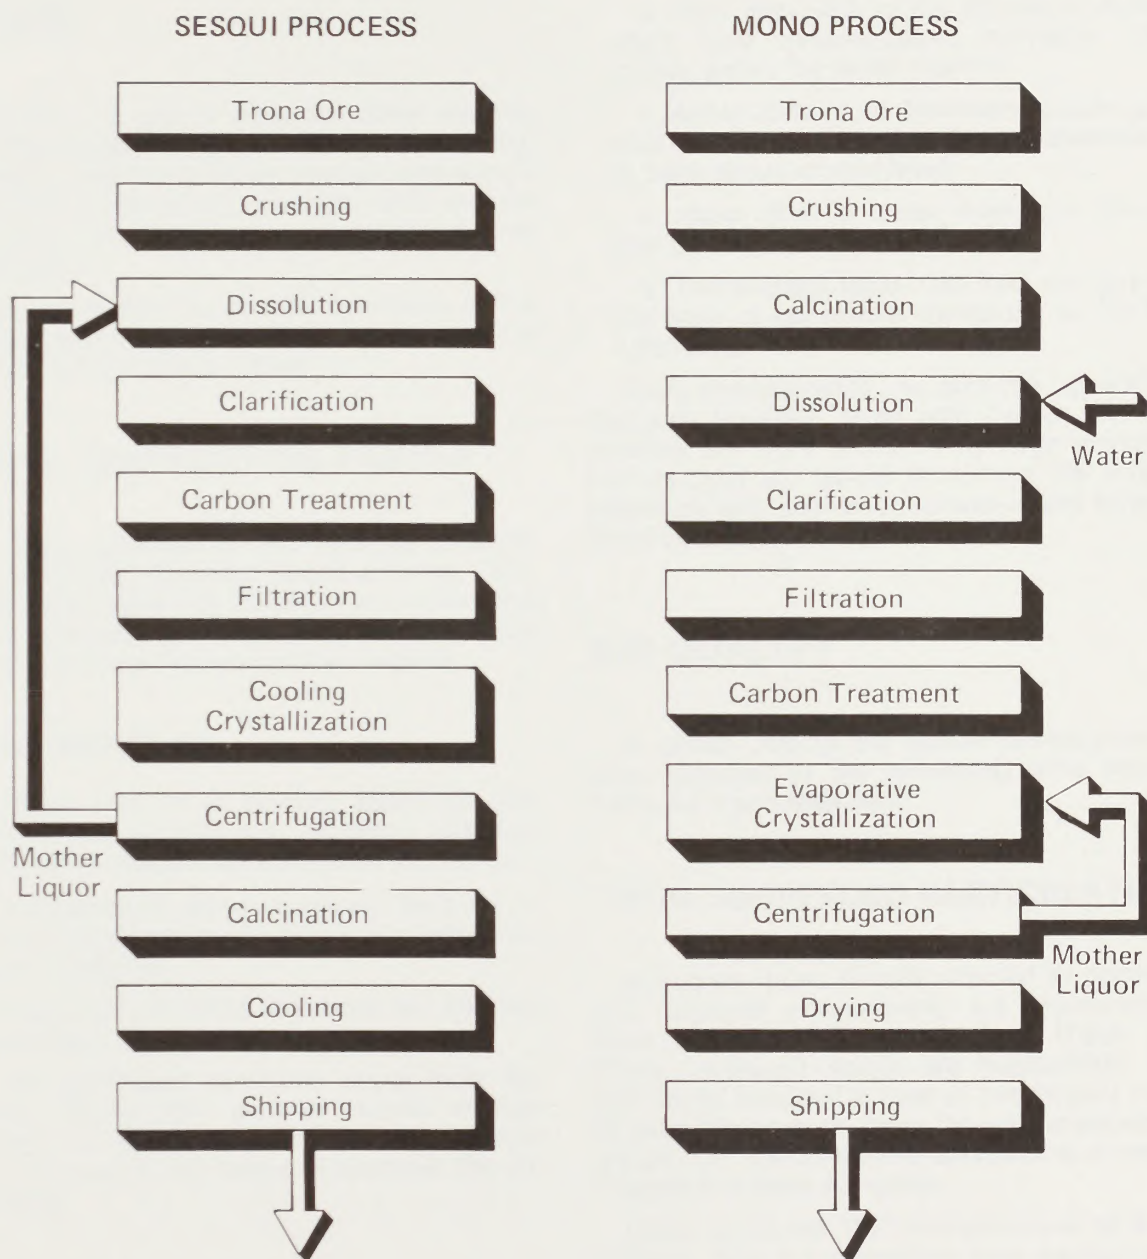 SESQUI PROCESS
Trona Ore
Crushing
Dissolution
Clarification
Carbon Treatment
Filtration
Cooling
Crystallization
Centrifugation
Mother
Liquor
Calcination
Cooling
Shipping
MONO PROCESS
Trona Ore
Crushing
Calcination
Dissolution
Water
Clarification
Filtration
Carbon Treatment
Evaporative
Crystallization
Centrifugation
Mother
Liquor
Drying
Shipping